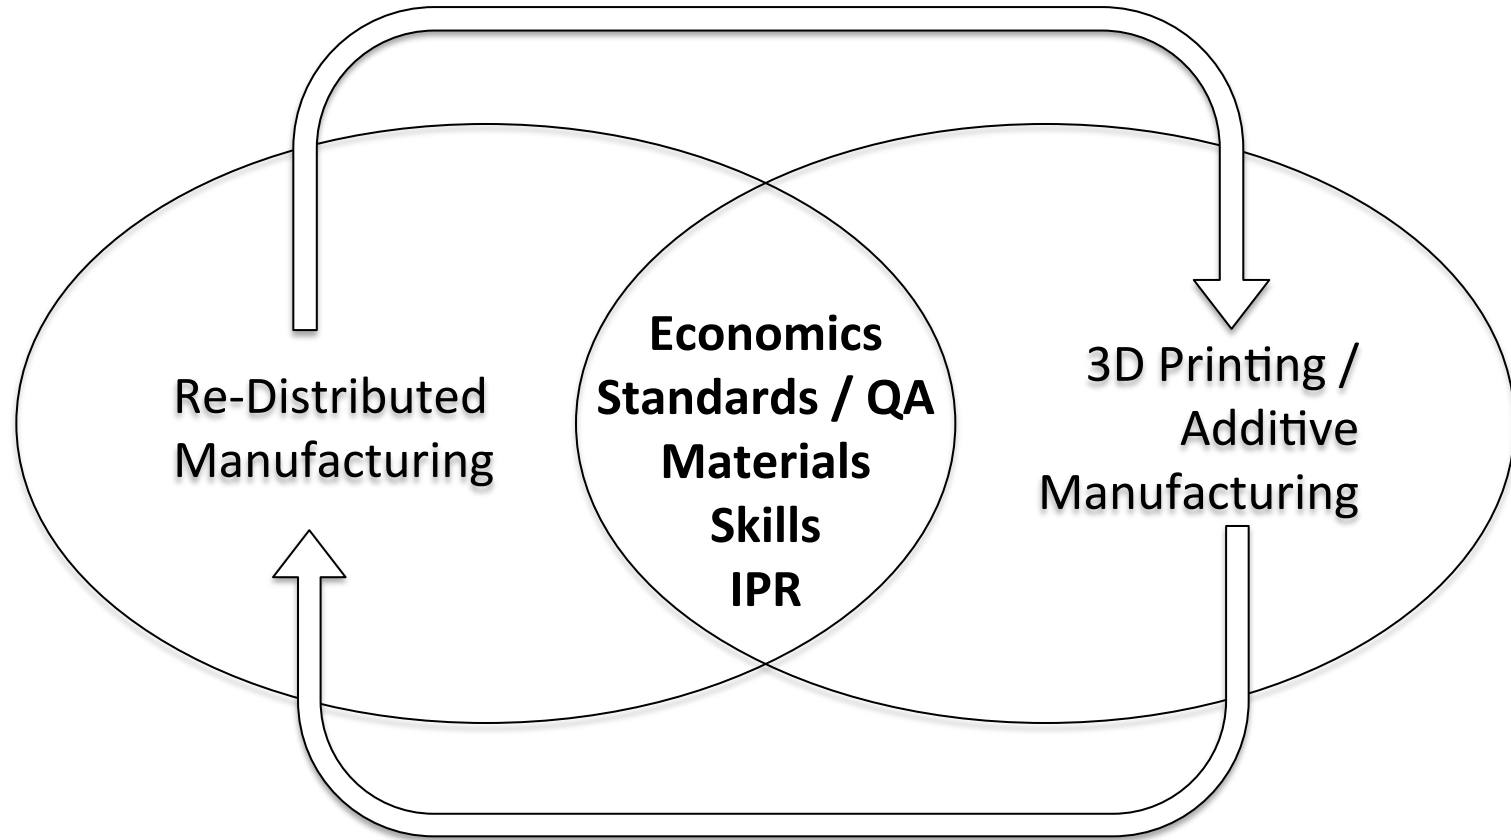 Re-Distributed
Manufacturing
Economics
Standards / QA
Materials
Skills
IPR
3D Printing /
Additive
Manufacturing